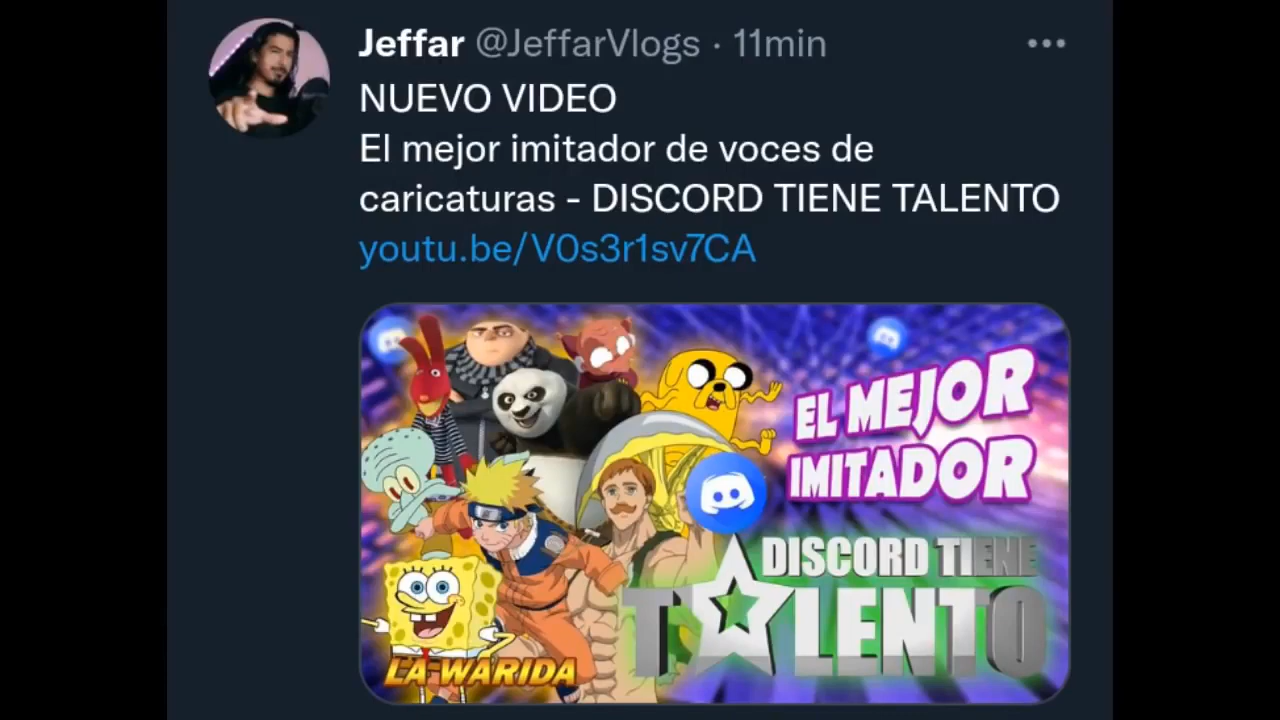 Jeffar @JeffarVlogs · 11min
NUEVO VIDEO
El mejor imitador de voces de
caricaturas - DISCORD TIENE TALENTO
youtu.be/V0s3r1sv7CA
EL MEJOR
IMITADOR
DISCORD TIENE
TALENTO
LA WARIDA